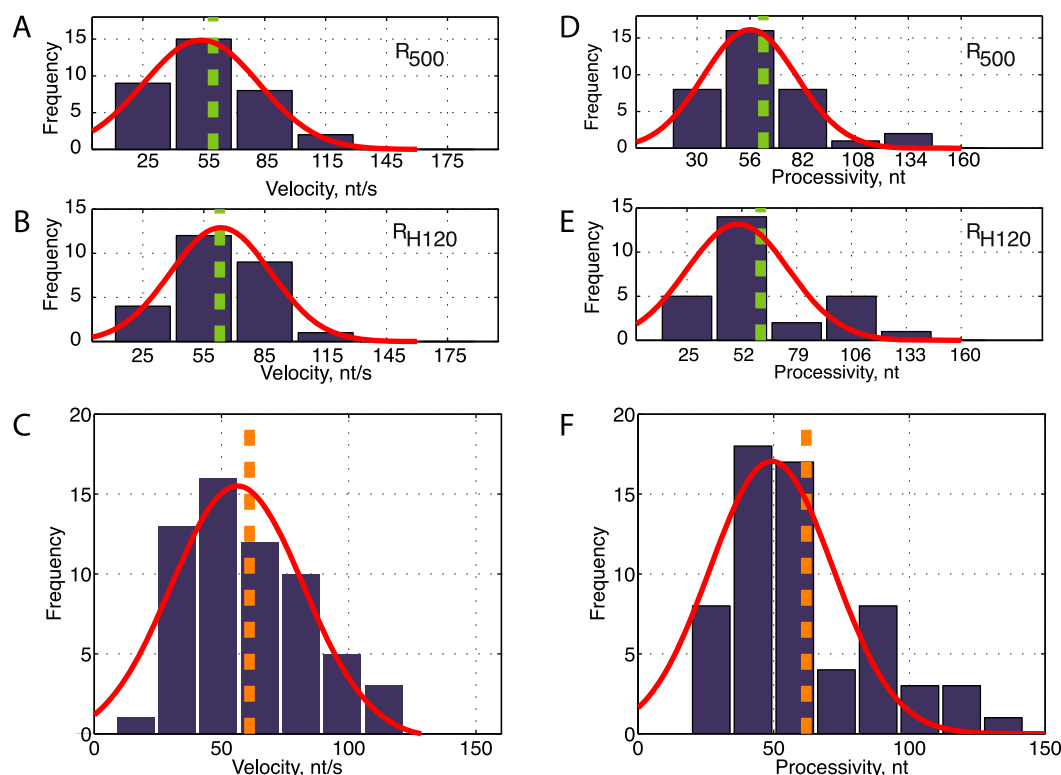 A
Frequency
15
10
5
0
R500
25 55 85 115 145 175
Velocity, nt/s
D
Frequency
15
10
5
0
R500
30 56 82 108 134 160
Processivity, nt
B
Frequency
15
10
5
0
RH120
25 55 85 115 145 175
Velocity, nt/s
E
Frequency
15
10
5
0
RH120
25 52 79 106 133 160
Processivity, nt
C
Frequency
20
15
10
5
0
0 50 100 150
Velocity, nt/s
F
Frequency
20
15
10
5
0
0 50 100 150
Processivity, nt